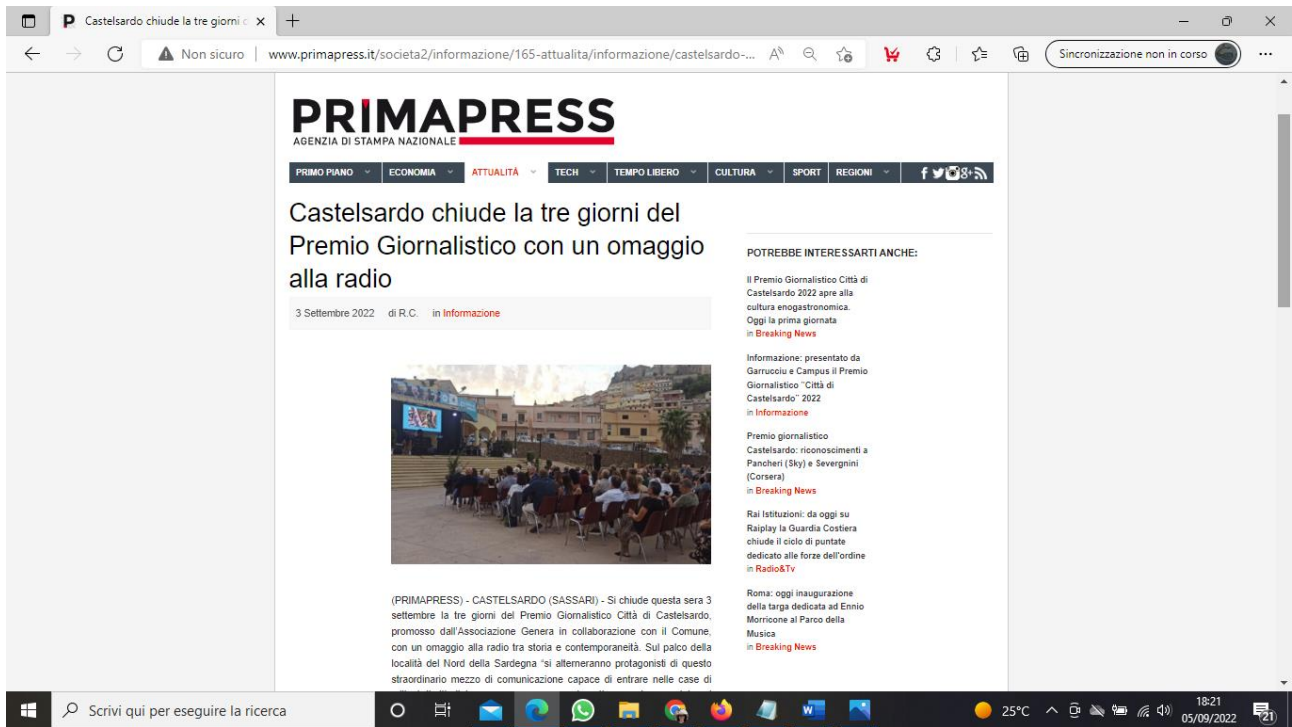 Castelsardo chiude la tre giorni
Non sicuro | www.primapress.it/societa2/informazione/165-attualita/informazione/castelsardo-...
Sincronizzazione non in corso
PRIMAPRESS
AGENZIA DI STAMPA NAZIONALE
PRIMO PIANO ECONOMIA ATTUALITÀ TECH TEMPO LIBERO CULTURA SPORT REGIONI
Castelsardo chiude la tre giorni del
Premio Giornalistico con un omaggio
alla radio
3 Settembre 2022 di R.C. in Informazione
(PRIMAPRESS) - CASTELSARDO (SASSARI) - Si chiude questa sera 3
settembre la tre giorni del Premio Giornalistico Città di Castelsardo,
promosso dall'Associazione Genera in collaborazione con il Comune,
con un omaggio alla radio tra storia e contemporaneità. Sul palco della
località del Nord della Sardegna "si alterneranno protagonisti di questo
straordinario mezzo di comunicazione capace di entrare nelle case di
POTREBBE INTERESSARTI ANCHE:
Il Premio Giornalistico Città di
Castelsardo 2022 apre alla
cultura enogastronomica.
Oggi la prima giornata
in Breaking News
Informazione: presentato da
Garrucciu e Campus il Premio
Giornalistico "Città di
Castelsardo" 2022
in Informazione
Premio giornalistico
Castelsardo: riconoscimenti a
Pancheri (Sky) e Severgnini
(Corsera)
in Breaking News
Rai Istituzioni: da oggi su
Raiplay la Guardia Costiera
chiude il ciclo di puntate
dedicato alle forze dell'ordine
in Radio&Tv
Roma: oggi inaugurazione
della targa dedicata ad Ennio
Morricone al Parco della
Musica
in Breaking News
Scrivi qui per eseguire la ricerca
25°C
18:21
05/09/2022
21